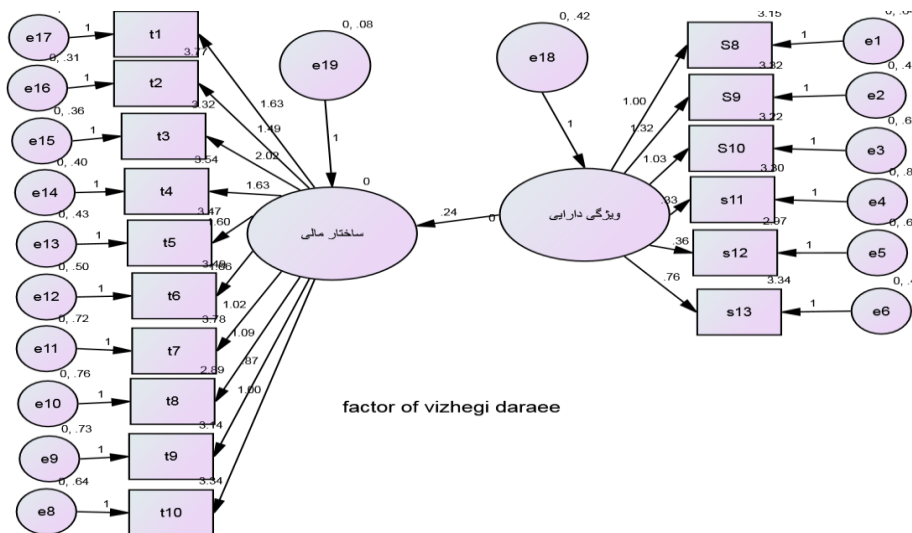 3.15
0, .08
0, .42
e17
1
t1
3.77
e19
e18
S8
3.32
1
e1
0, .31
e16
1
t2
3.32
1.63
1.00
S9
3.22
1
e2
0, .36
e15
1
t3
3.54
1.49
1
1
1.32
S10
3.30
1
e3
0, .40
e14
1
t4
3.47
2.02
1.63
0
1.03
s11
2.97
1
e4
0, .43
e13
1
t5
1.60
ساختار مالی
.24
0
ویژگی دارایی
s12
3.34
1
e5
0, .50
e12
1
t6
3.78
.36
.76
s13
1
e6
0, .72
e11
1
t7
2.89
1.02
1.09
.87
1.00
0, .76
e10
1
t8
3.14
factor of vizhegi daraee
0, .73
e9
1
t9
3.34
0, .64
e8
1
t10